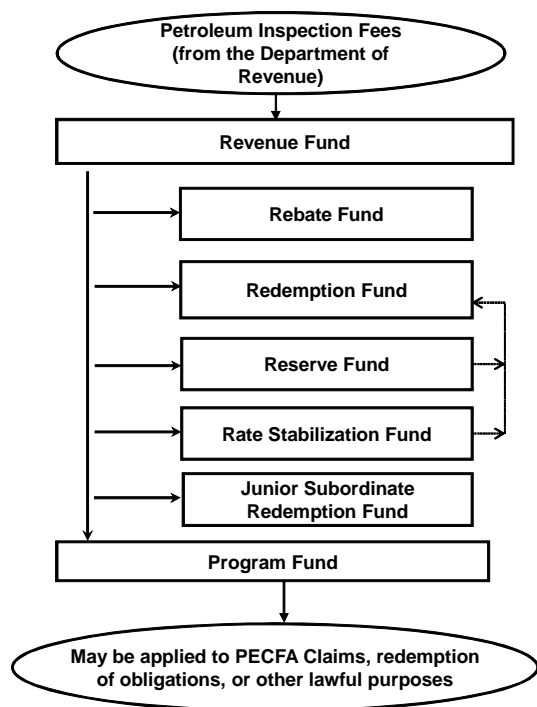 Petroleum Inspection Fees
(from the Department of
Revenue)
Revenue Fund
Rebate Fund
Redemption Fund
Reserve Fund
Rate Stabilization Fund
Junior Subordinate
Redemption Fund
Program Fund
May be applied to PECFA Claims, redemption
of obligations, or other lawful purposes